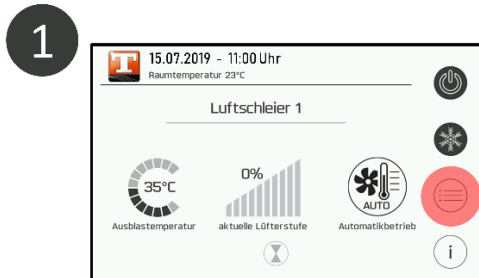 1
T
15.07.2019 - 11:00 Uhr
Raumtemperatur 23°C
Luftschleier 1
35°C
0%
AUTO
Ausblastemperatur
aktuelle Lüfterstufe
Automatikbetrieb
i